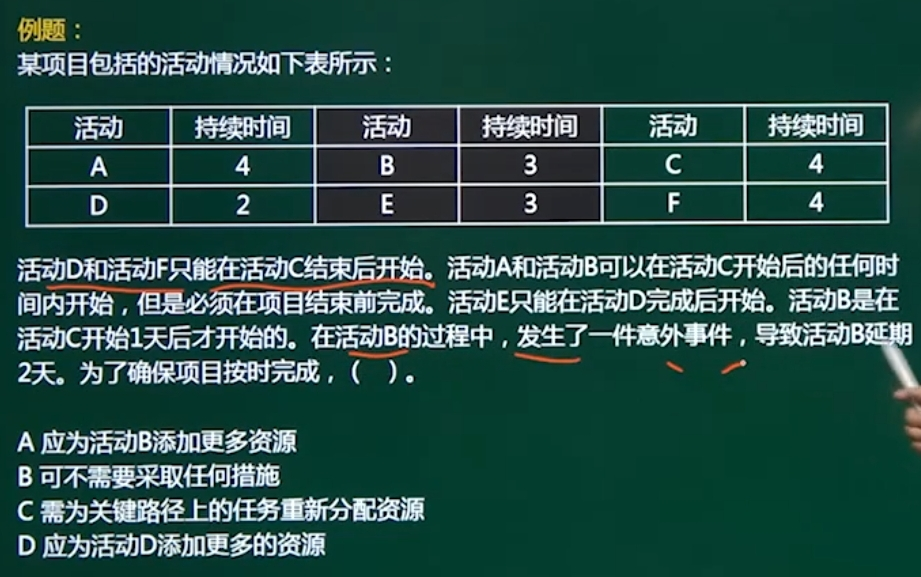 例题：
某项目包括的活动情况如下表所示：
活动 持续时间 活动 持续时间 活动 持续时间
A 4 B 3 C 4
D 2 E 3 F 4
活动D和活动F只能在活动C结束后开始。活动A和活动B可以在活动C开始后的任何时
间内开始，但是必须在项目结束前完成。活动E只能在活动D完成后开始。活动B是在
活动C开始1天后才开始的。在活动B的过程中，发生了一件意外事件，导致活动B延期
2天。为了确保项目按时完成，（ ）。
A 应为活动B添加更多资源
B 可不需要采取任何措施
C 需为关键路径上的任务重新分配资源
D 应为活动D添加更多的资源